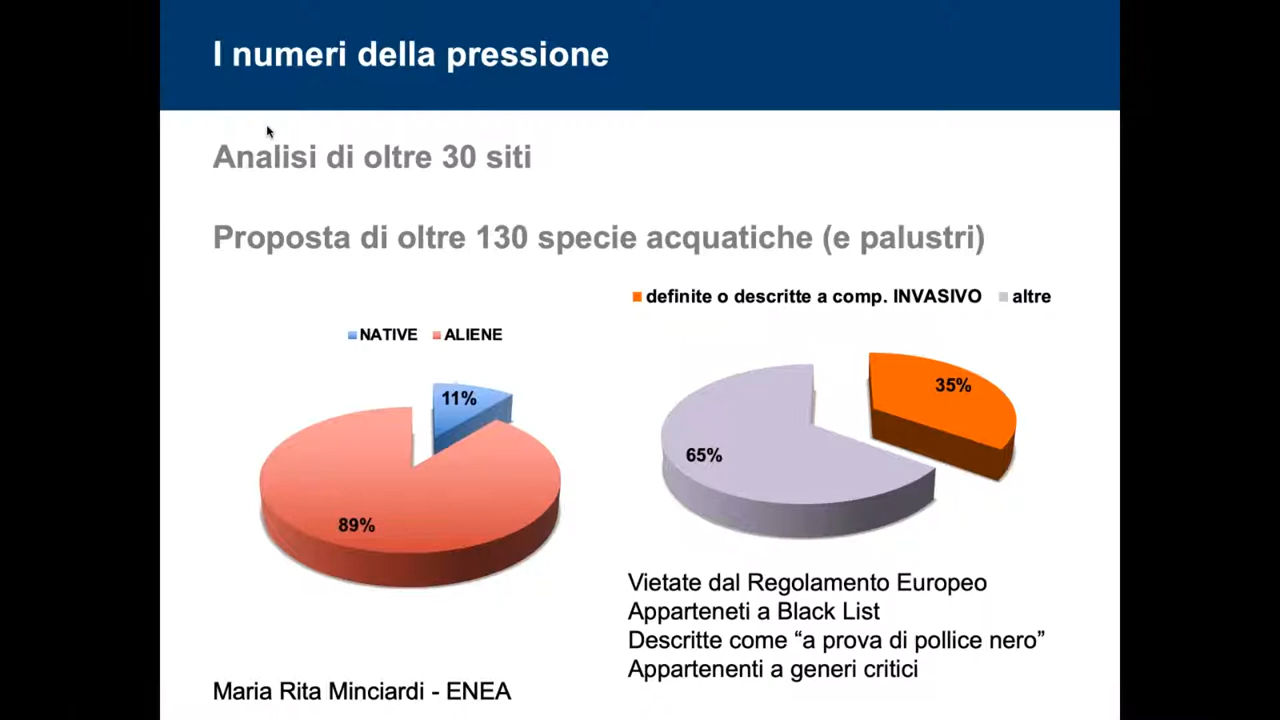 I numeri della pressione
Analisi di oltre 30 siti
Proposta di oltre 130 specie acquatiche (e palustri)
NATIVE ALIENE
11%
89%
definite o descritte a comp. INVASIVO altre
35%
65%
Vietate dal Regolamento Europeo
Apparteneti a Black List
Descritte come “a prova di pollice nero”
Appartenenti a generi critici
Maria Rita Minciardi - ENEA